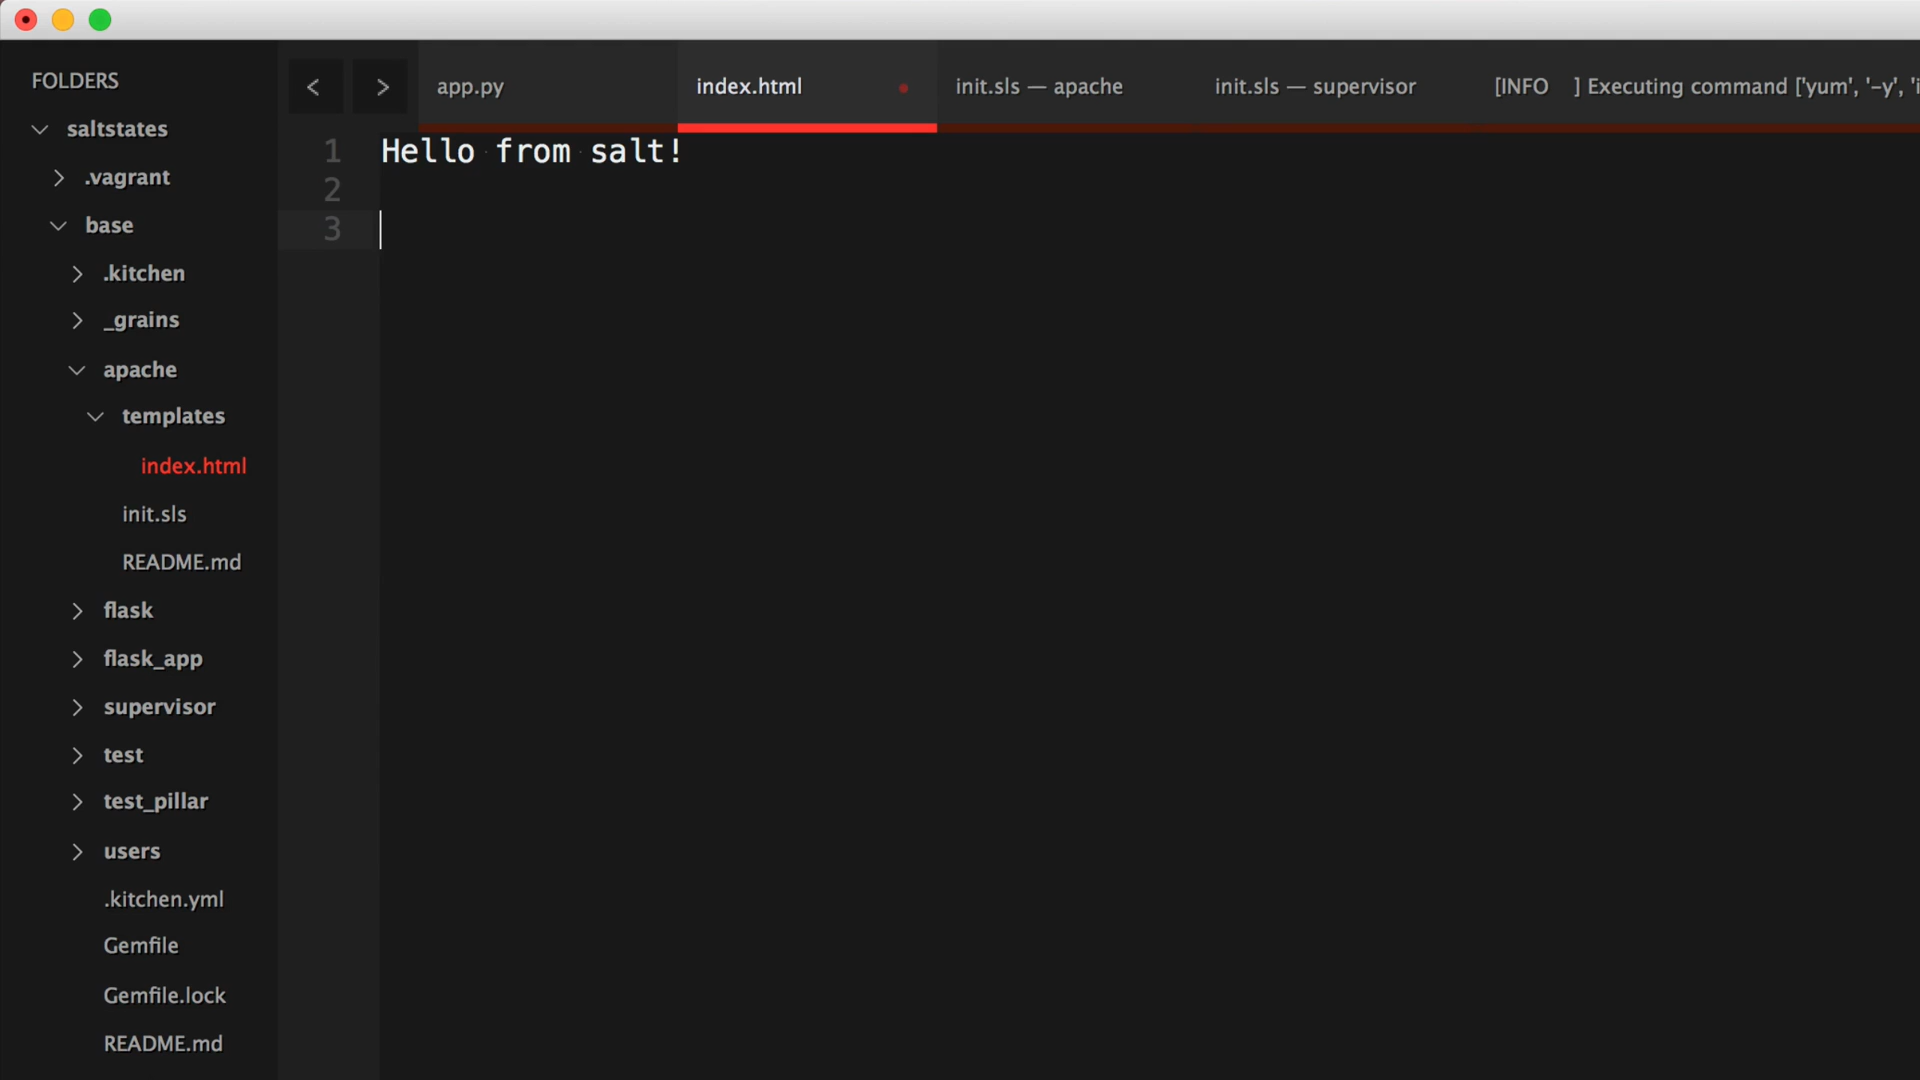 FOLDERS
saltstates
.vagrant
base
.kitchen
_grains
apache
templates
index.html
init.sls
README.md
flask
flask_app
supervisor
test
test_pillar
users
.kitchen.yml
Gemfile
Gemfile.lock
README.md
< > app.py index.html init.sls — apache init.sls — supervisor [INFO ] Executing command ['yum', '-y', 'i
1 Hello from salt!
2
3